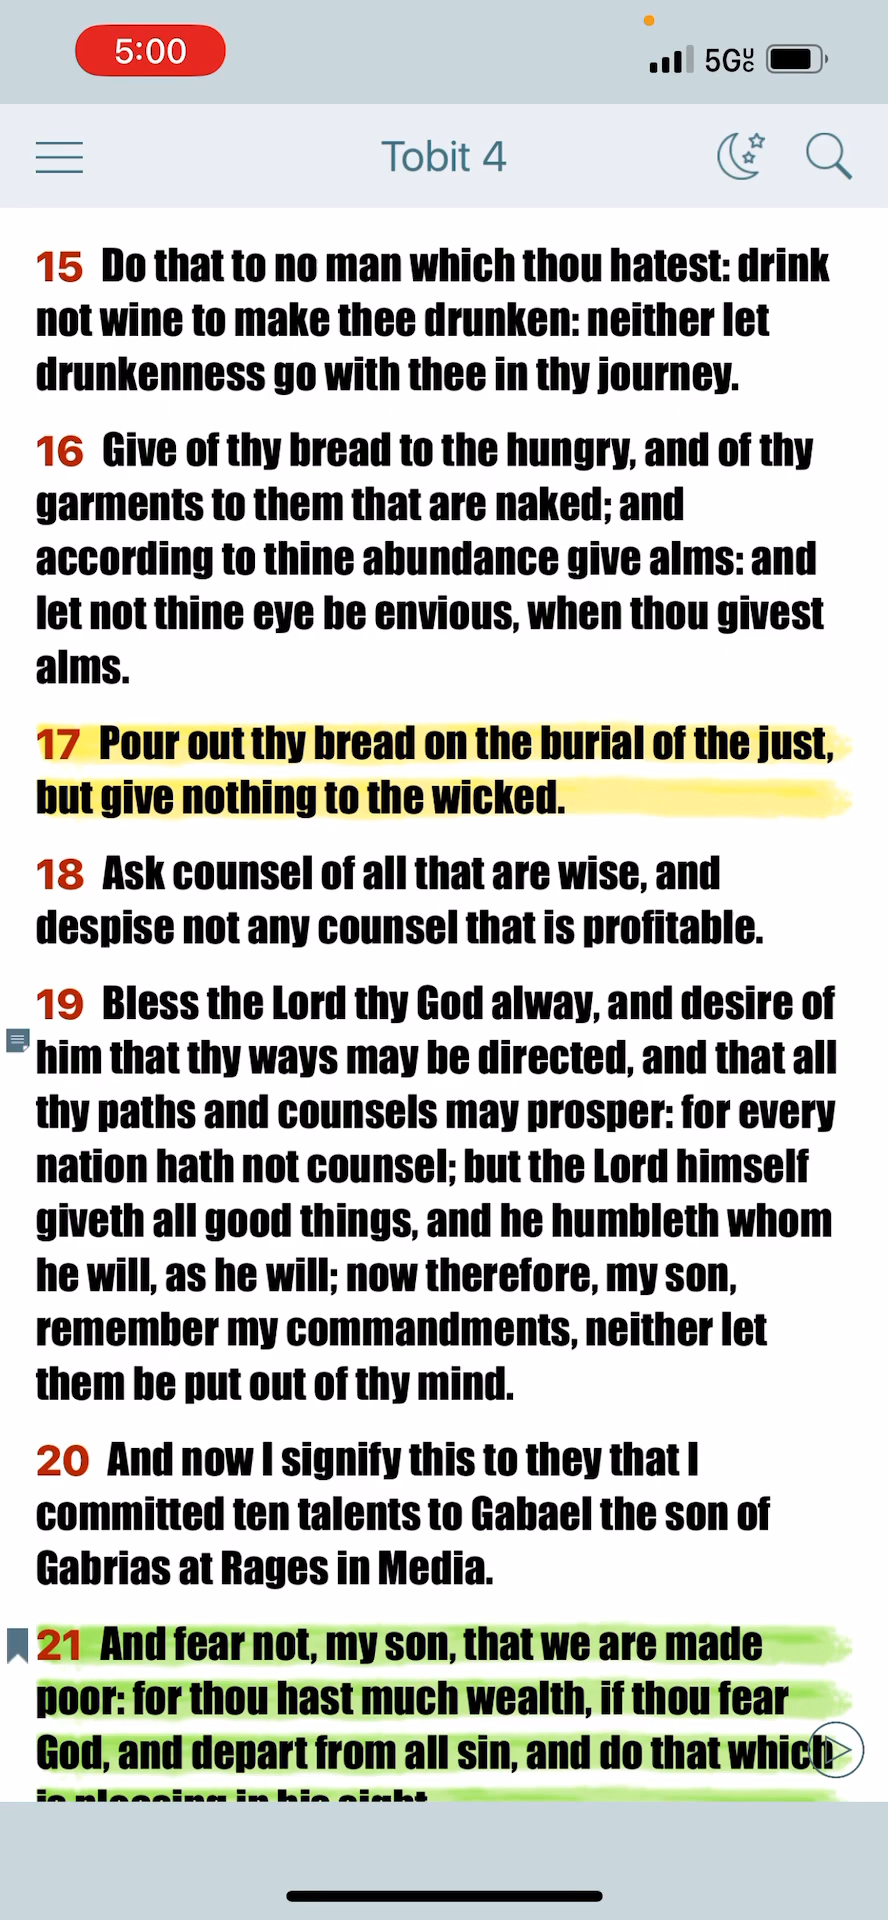 5:00
5G UC
Tobit 4
15 Do that to no man which thou hatest: drink
not wine to make thee drunken: neither let
drunkenness go with thee in thy journey.
16 Give of thy bread to the hungry, and of thy
garments to them that are naked; and
according to thine abundance give alms: and
let not thine eye be envious, when thou givest
alms.
17 Pour out thy bread on the burial of the just,
but give nothing to the wicked.
18 Ask counsel of all that are wise, and
despise not any counsel that is profitable.
19 Bless the Lord thy God alway, and desire of
him that thy ways may be directed, and that all
thy paths and counsels may prosper: for every
nation hath not counsel; but the Lord himself
giveth all good things, and he humbleth whom
he will, as he will; now therefore, my son,
remember my commandments, neither let
them be put out of thy mind.
20 And now I signify this to they that I
committed ten talents to Gabael the son of
Gabrias at Rages in Media.
21 And fear not, my son, that we are made
poor: for thou hast much wealth, if thou fear
God, and depart from all sin, and do that which
is pleasing in his sight